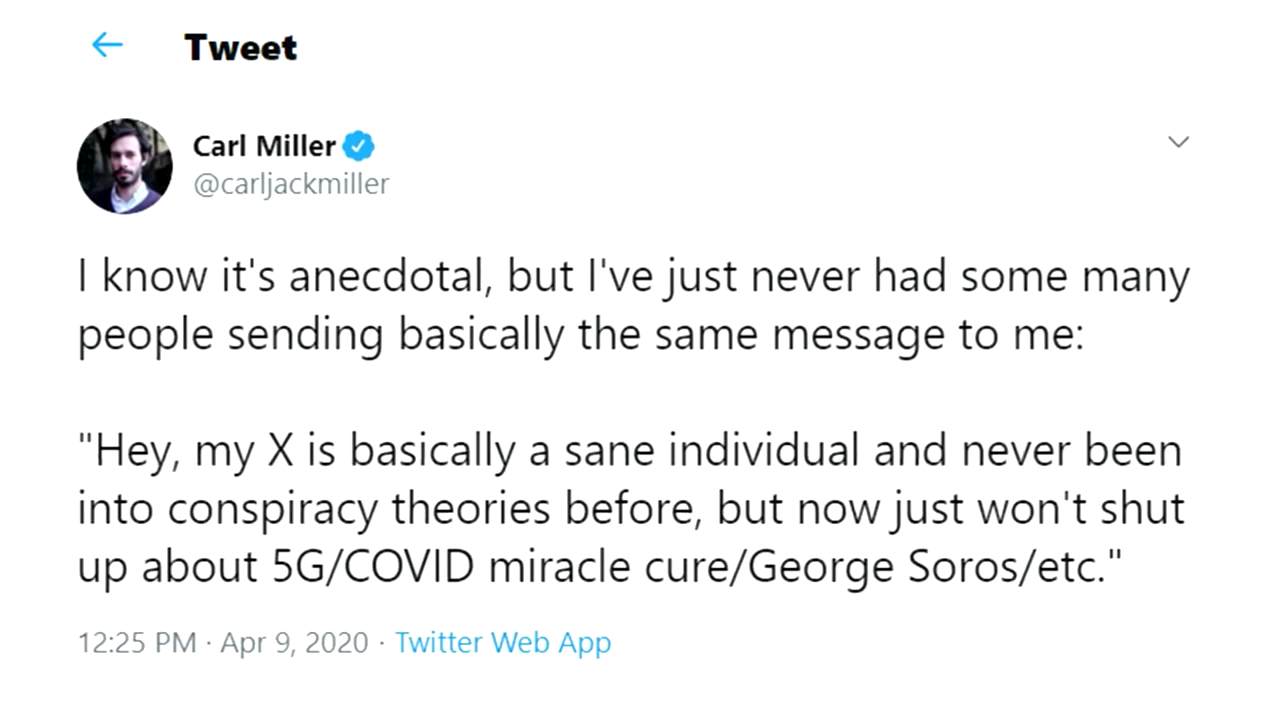 Tweet
Carl Miller
@carljackmiller
I know it's anecdotal, but I've just never had some many
people sending basically the same message to me:
"Hey, my X is basically a sane individual and never been
into conspiracy theories before, but now just won't shut
up about 5G/COVID miracle cure/George Soros/etc."
12:25 PM · Apr 9, 2020 · Twitter Web App